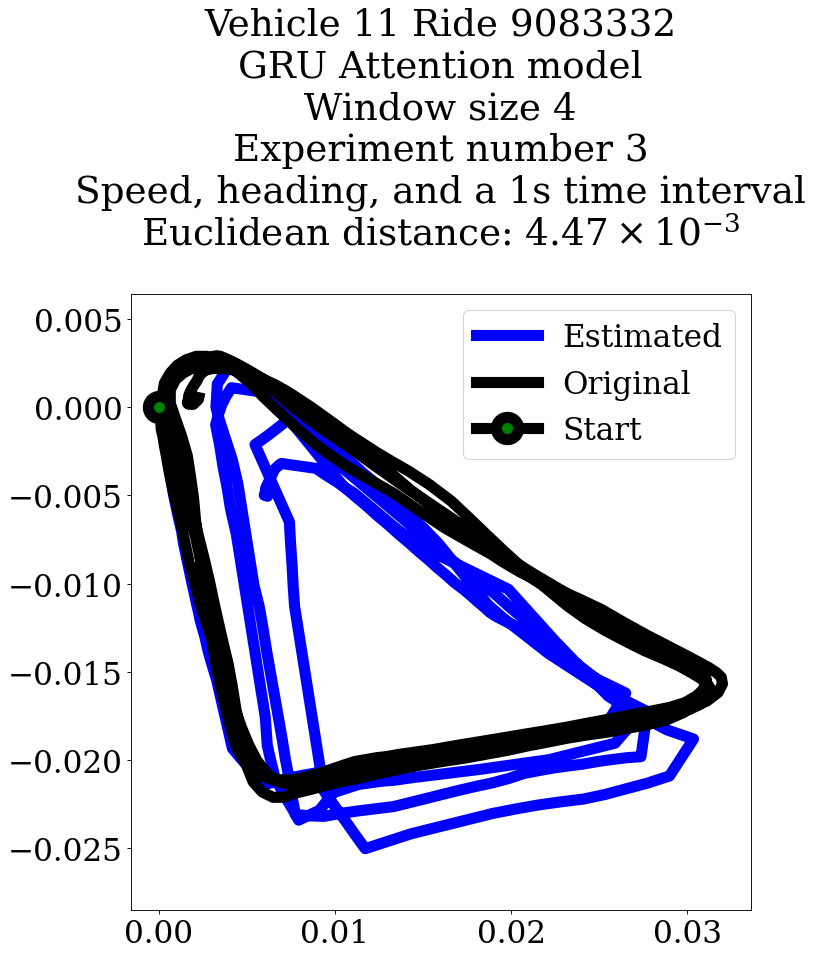 Vehicle 11 Ride 9083332
GRU Attention model
Window size 4
Experiment number 3
Speed, heading, and a 1s time interval
Euclidean distance: 4.47 × 10⁻³
Estimated
Original
Start
0.005
0.000
−0.005
−0.010
−0.015
−0.020
−0.025
0.00 0.01 0.02 0.03